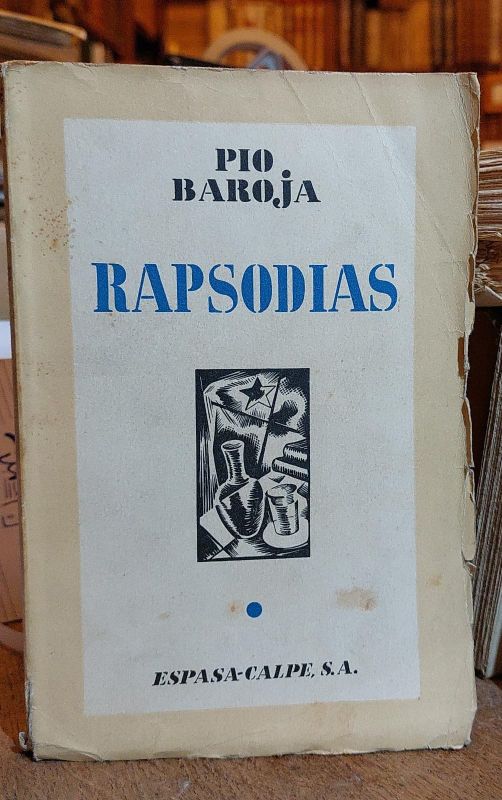 PIO
BAROjA
RAPSODIAS
ESPASA-CALPE, S.A.